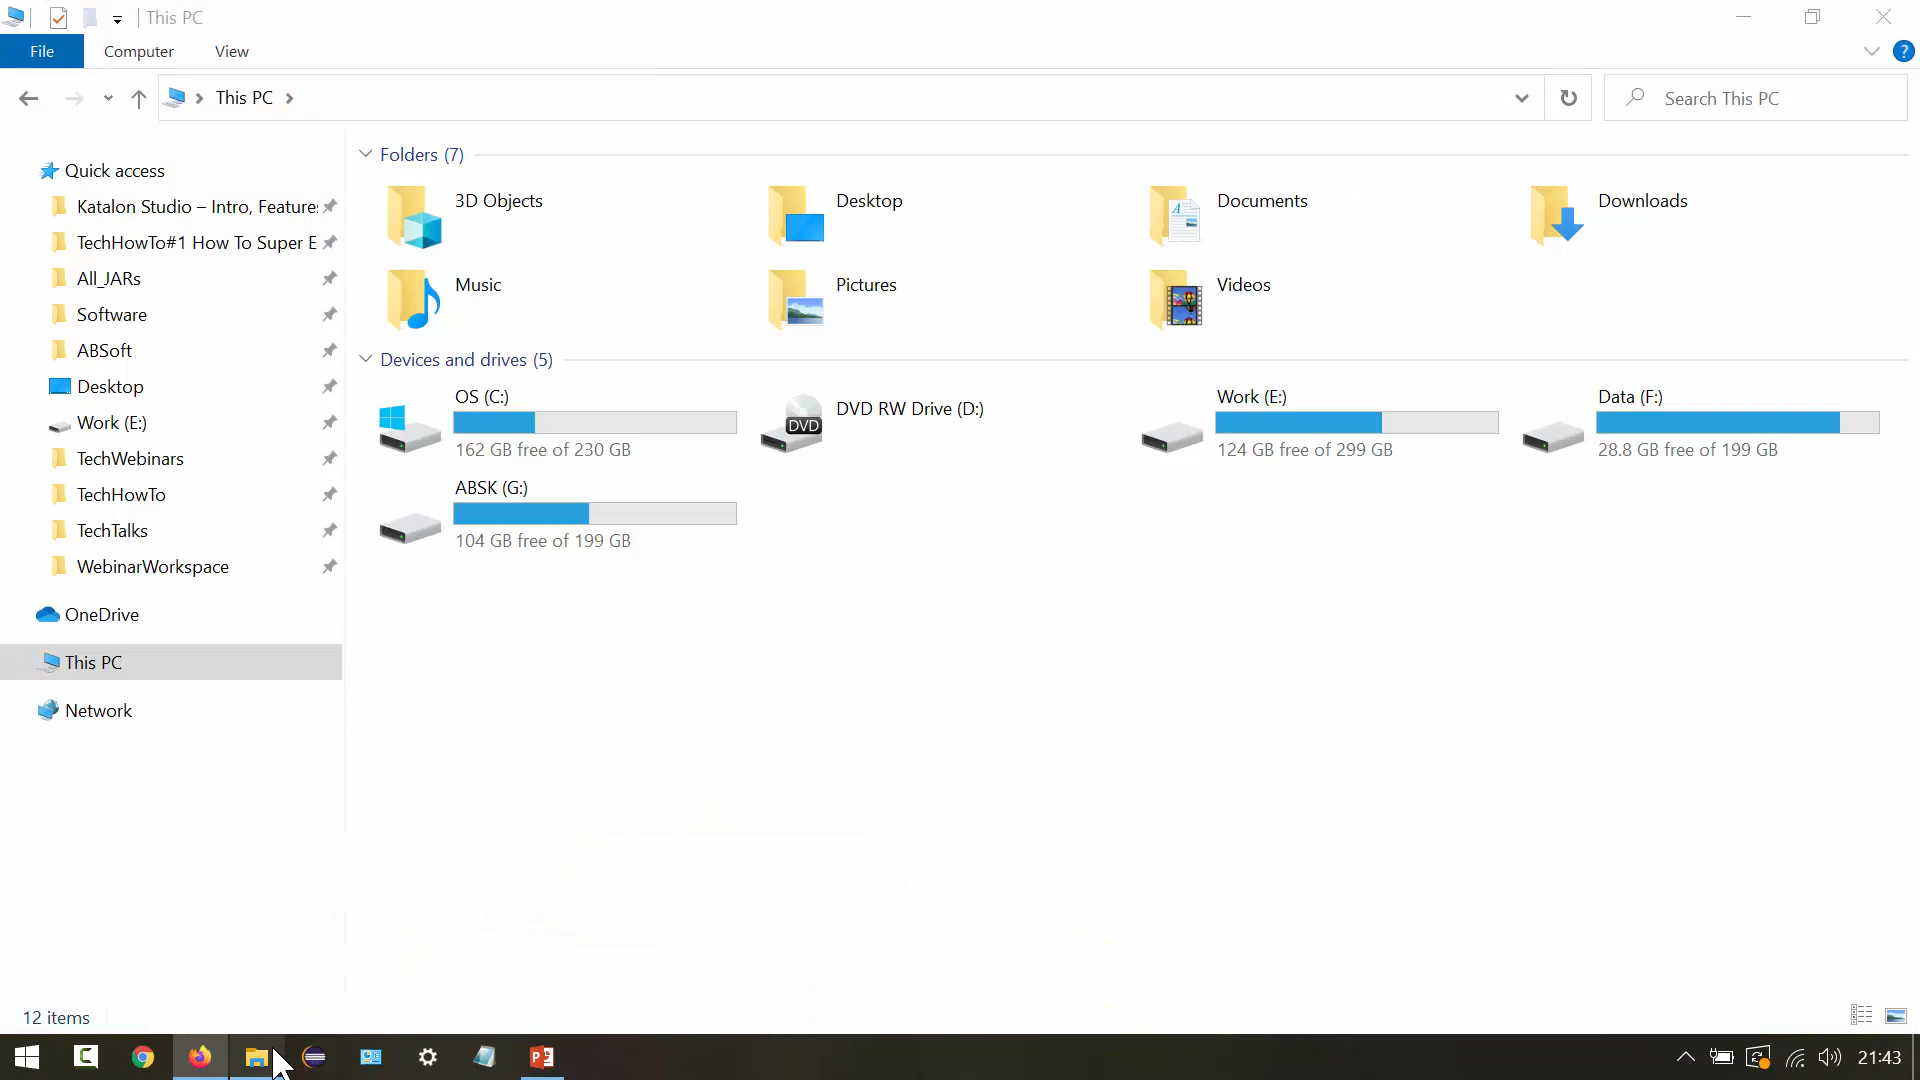 This PC
File Computer View
This PC
Search This PC
Quick access
Katalon Studio – Intro, Feature
TechHowTo#1 How To Super E
All_JARs
Software
ABSoft
Desktop
Work (E:)
TechWebinars
TechHowTo
TechTalks
WebinarWorkspace
OneDrive
This PC
Network
Folders (7)
3D Objects
Desktop
Documents
Downloads
Music
Pictures
Videos
Devices and drives (5)
OS (C:)
162 GB free of 230 GB
DVD RW Drive (D:)
DVD
Work (E:)
124 GB free of 299 GB
Data (F:)
28.8 GB free of 199 GB
ABSK (G:)
104 GB free of 199 GB
12 items
21:43